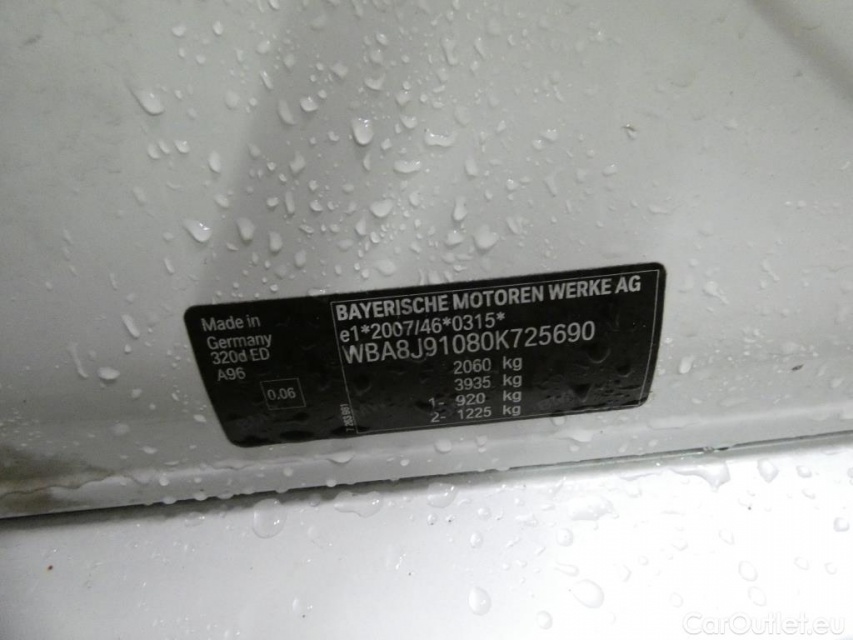 Made in
Germany
320d ED
A96
0.06
BAYERISCHE MOTOREN WERKE AG
e1*2007/46*0315*
WBA8J91080K725690
2060 kg
3935 kg
1- 920 kg
2- 1225 kg
CarOutlet.eu